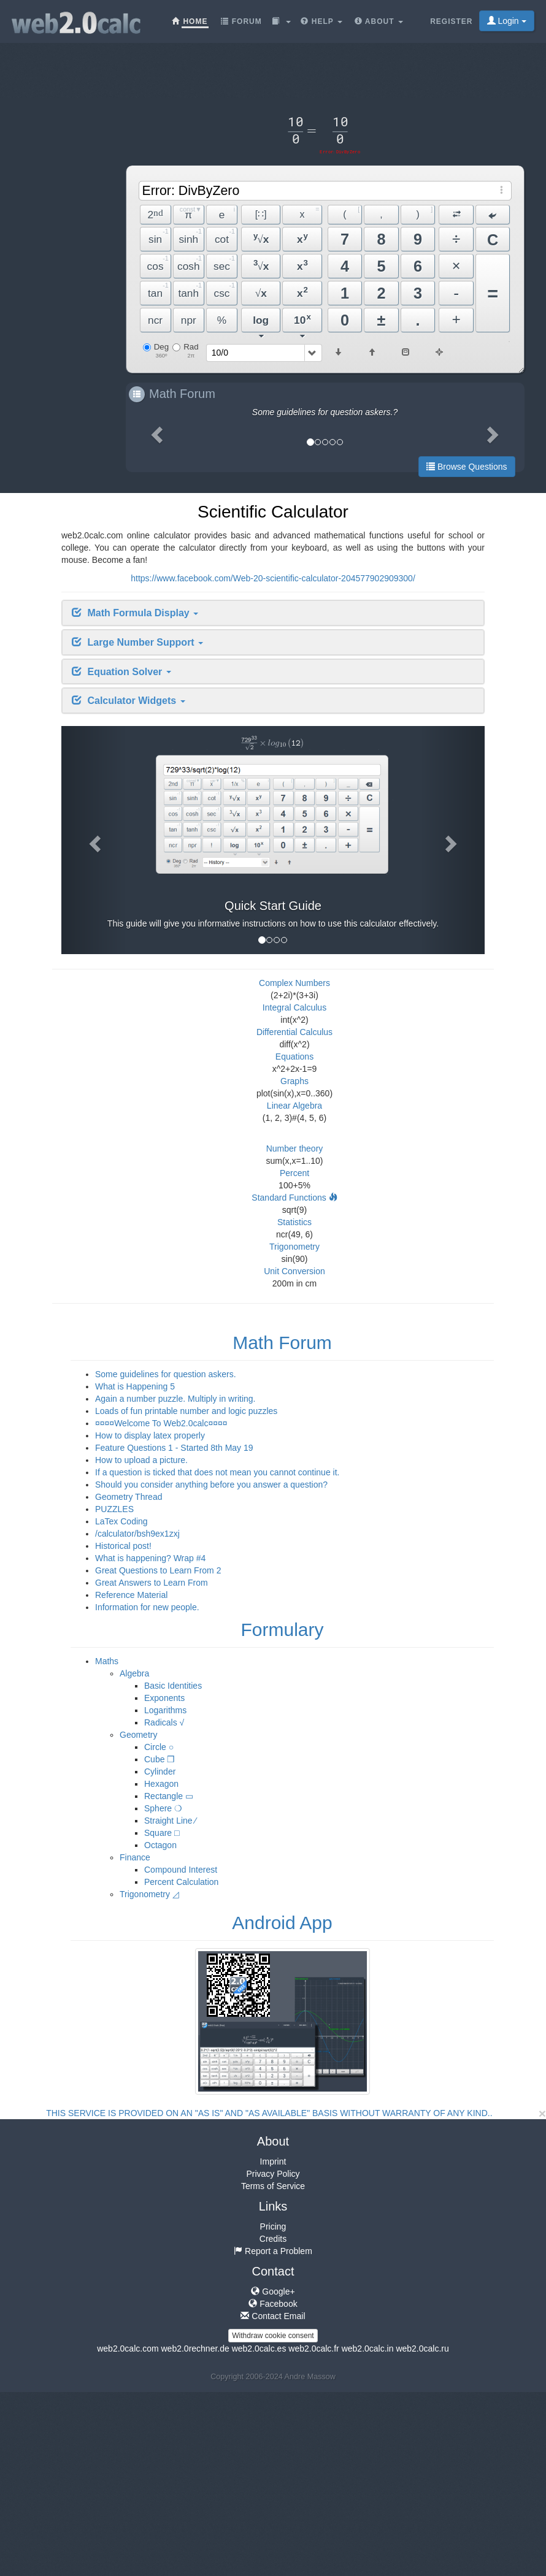 web2.0calc
HOME FORUM HELP ABOUT REGISTER Login
10/0 = 10/0
Error: DivByZero
2nd π e [::] x ( , )
sin sinh cot y√x x^y 7 8 9 ÷ C
cos cosh sec 3√x x^3 4 5 6 × =
tan tanh csc √x x^2 1 2 3 -
ncr npr % log 10^x 0 ± . +
Deg 360º Rad 2π 10/0
Math Forum
Some guidelines for question askers.?
Browse Questions
Scientific Calculator
web2.0calc.com online calculator provides basic and advanced mathematical functions useful for school or
college. You can operate the calculator directly from your keyboard, as well as using the buttons with your
mouse. Become a fan!
https://www.facebook.com/Web-20-scientific-calculator-204577902909300/
Math Formula Display
Large Number Support
Equation Solver
Calculator Widgets
729^33/√2 × log10(12)
729^33/sqrt(2)*log(12)
Quick Start Guide
This guide will give you informative instructions on how to use this calculator effectively.
Complex Numbers
(2+2i)*(3+3i)
Integral Calculus
int(x^2)
Differential Calculus
diff(x^2)
Equations
x^2+2x-1=9
Graphs
plot(sin(x),x=0..360)
Linear Algebra
(1, 2, 3)#(4, 5, 6)
Number theory
sum(x,x=1..10)
Percent
100+5%
Standard Functions
sqrt(9)
Statistics
ncr(49, 6)
Trigonometry
sin(90)
Unit Conversion
200m in cm
Math Forum
Some guidelines for question askers.
What is Happening 5
Again a number puzzle. Multiply in writing.
Loads of fun printable number and logic puzzles
¤¤¤¤Welcome To Web2.0calc¤¤¤¤
How to display latex properly
Feature Questions 1 - Started 8th May 19
How to upload a picture.
If a question is ticked that does not mean you cannot continue it.
Should you consider anything before you answer a question?
Geometry Thread
PUZZLES
LaTex Coding
/calculator/bsh9ex1zxj
Historical post!
What is happening? Wrap #4
Great Questions to Learn From 2
Great Answers to Learn From
Reference Material
Information for new people.
Formulary
Maths
Algebra
Basic Identities
Exponents
Logarithms
Radicals √
Geometry
Circle ○
Cube ❒
Cylinder
Hexagon
Rectangle ▭
Sphere ❍
Straight Line ∕
Square □
Octagon
Finance
Compound Interest
Percent Calculation
Trigonometry ◿
Android App
THIS SERVICE IS PROVIDED ON AN "AS IS" AND "AS AVAILABLE" BASIS WITHOUT WARRANTY OF ANY KIND.. ×
About
Imprint
Privacy Policy
Terms of Service
Links
Pricing
Credits
Report a Problem
Contact
Google+
Facebook
Contact Email
Withdraw cookie consent
web2.0calc.com web2.0rechner.de web2.0calc.es web2.0calc.fr web2.0calc.in web2.0calc.ru
Copyright 2006-2024 Andre Massow